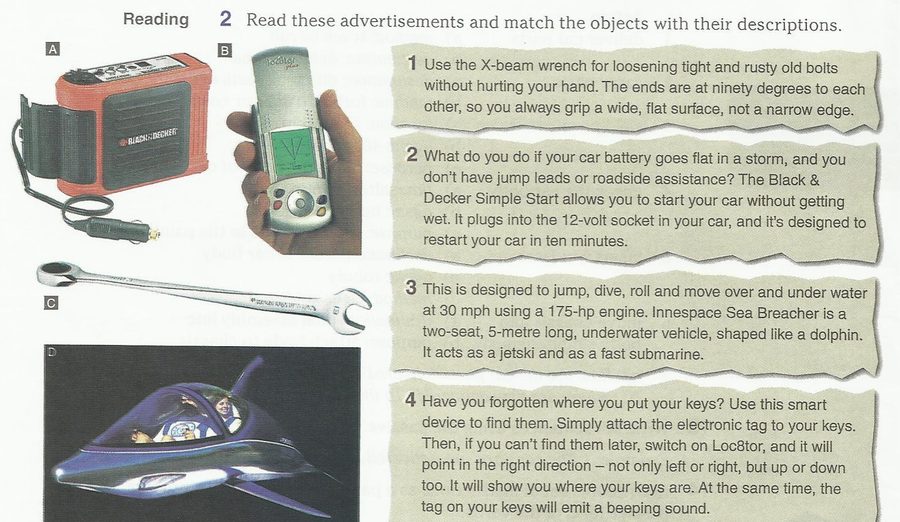 Reading 2 Read these advertisements and match the objects with their descriptions.
A
BLACK&DECKER
B
C
D
1 Use the X-beam wrench for loosening tight and rusty old bolts
without hurting your hand. The ends are at ninety degrees to each
other, so you always grip a wide, flat surface, not a narrow edge.
2 What do you do if your car battery goes flat in a storm, and you
don't have jump leads or roadside assistance? The Black &
Decker Simple Start allows you to start your car without getting
wet. It plugs into the 12-volt socket in your car, and it's designed to
restart your car in ten minutes.
3 This is designed to jump, dive, roll and move over and under water
at 30 mph using a 175-hp engine. Innespace Sea Breacher is a
two-seat, 5-metre long, underwater vehicle, shaped like a dolphin.
It acts as a jetski and as a fast submarine.
4 Have you forgotten where you put your keys? Use this smart
device to find them. Simply attach the electronic tag to your keys.
Then, if you can't find them later, switch on Loc8tor, and it will
point in the right direction – not only left or right, but up or down
too. It will show you where your keys are. At the same time, the
tag on your keys will emit a beeping sound.